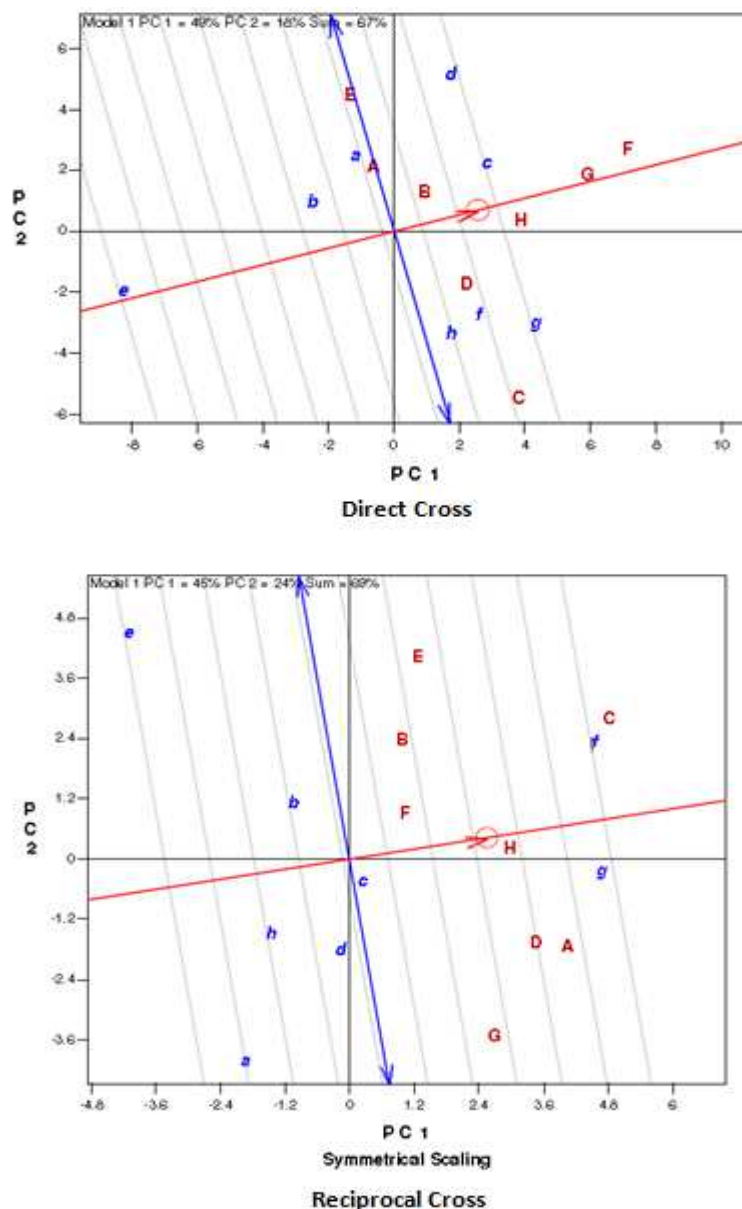 Model 1 PC 1 = 49% PC 2 = 18% Sum = 67%
6
d
E
4
F
a
c
A
2
G
P
C
2
B
H
b
0
D
e
-2
f
g
h
-4
C
-6
-8 -6 -4 -2 0 2 4 6 8 10
PC 1
Direct Cross
Model 1 PC 1 = 45% PC 2 = 24% Sum = 69%
4.8
e
E
3.6
C
2.4
B
f
1.2
b
F
P
C
2
H
0
c
g
-1.2
h
D A
d
-2.4
G
-3.6
a
-4.8 -3.6 -2.4 -1.2 0 1.2 2.4 3.6 4.8 6
PC 1
Symmetrical Scaling
Reciprocal Cross